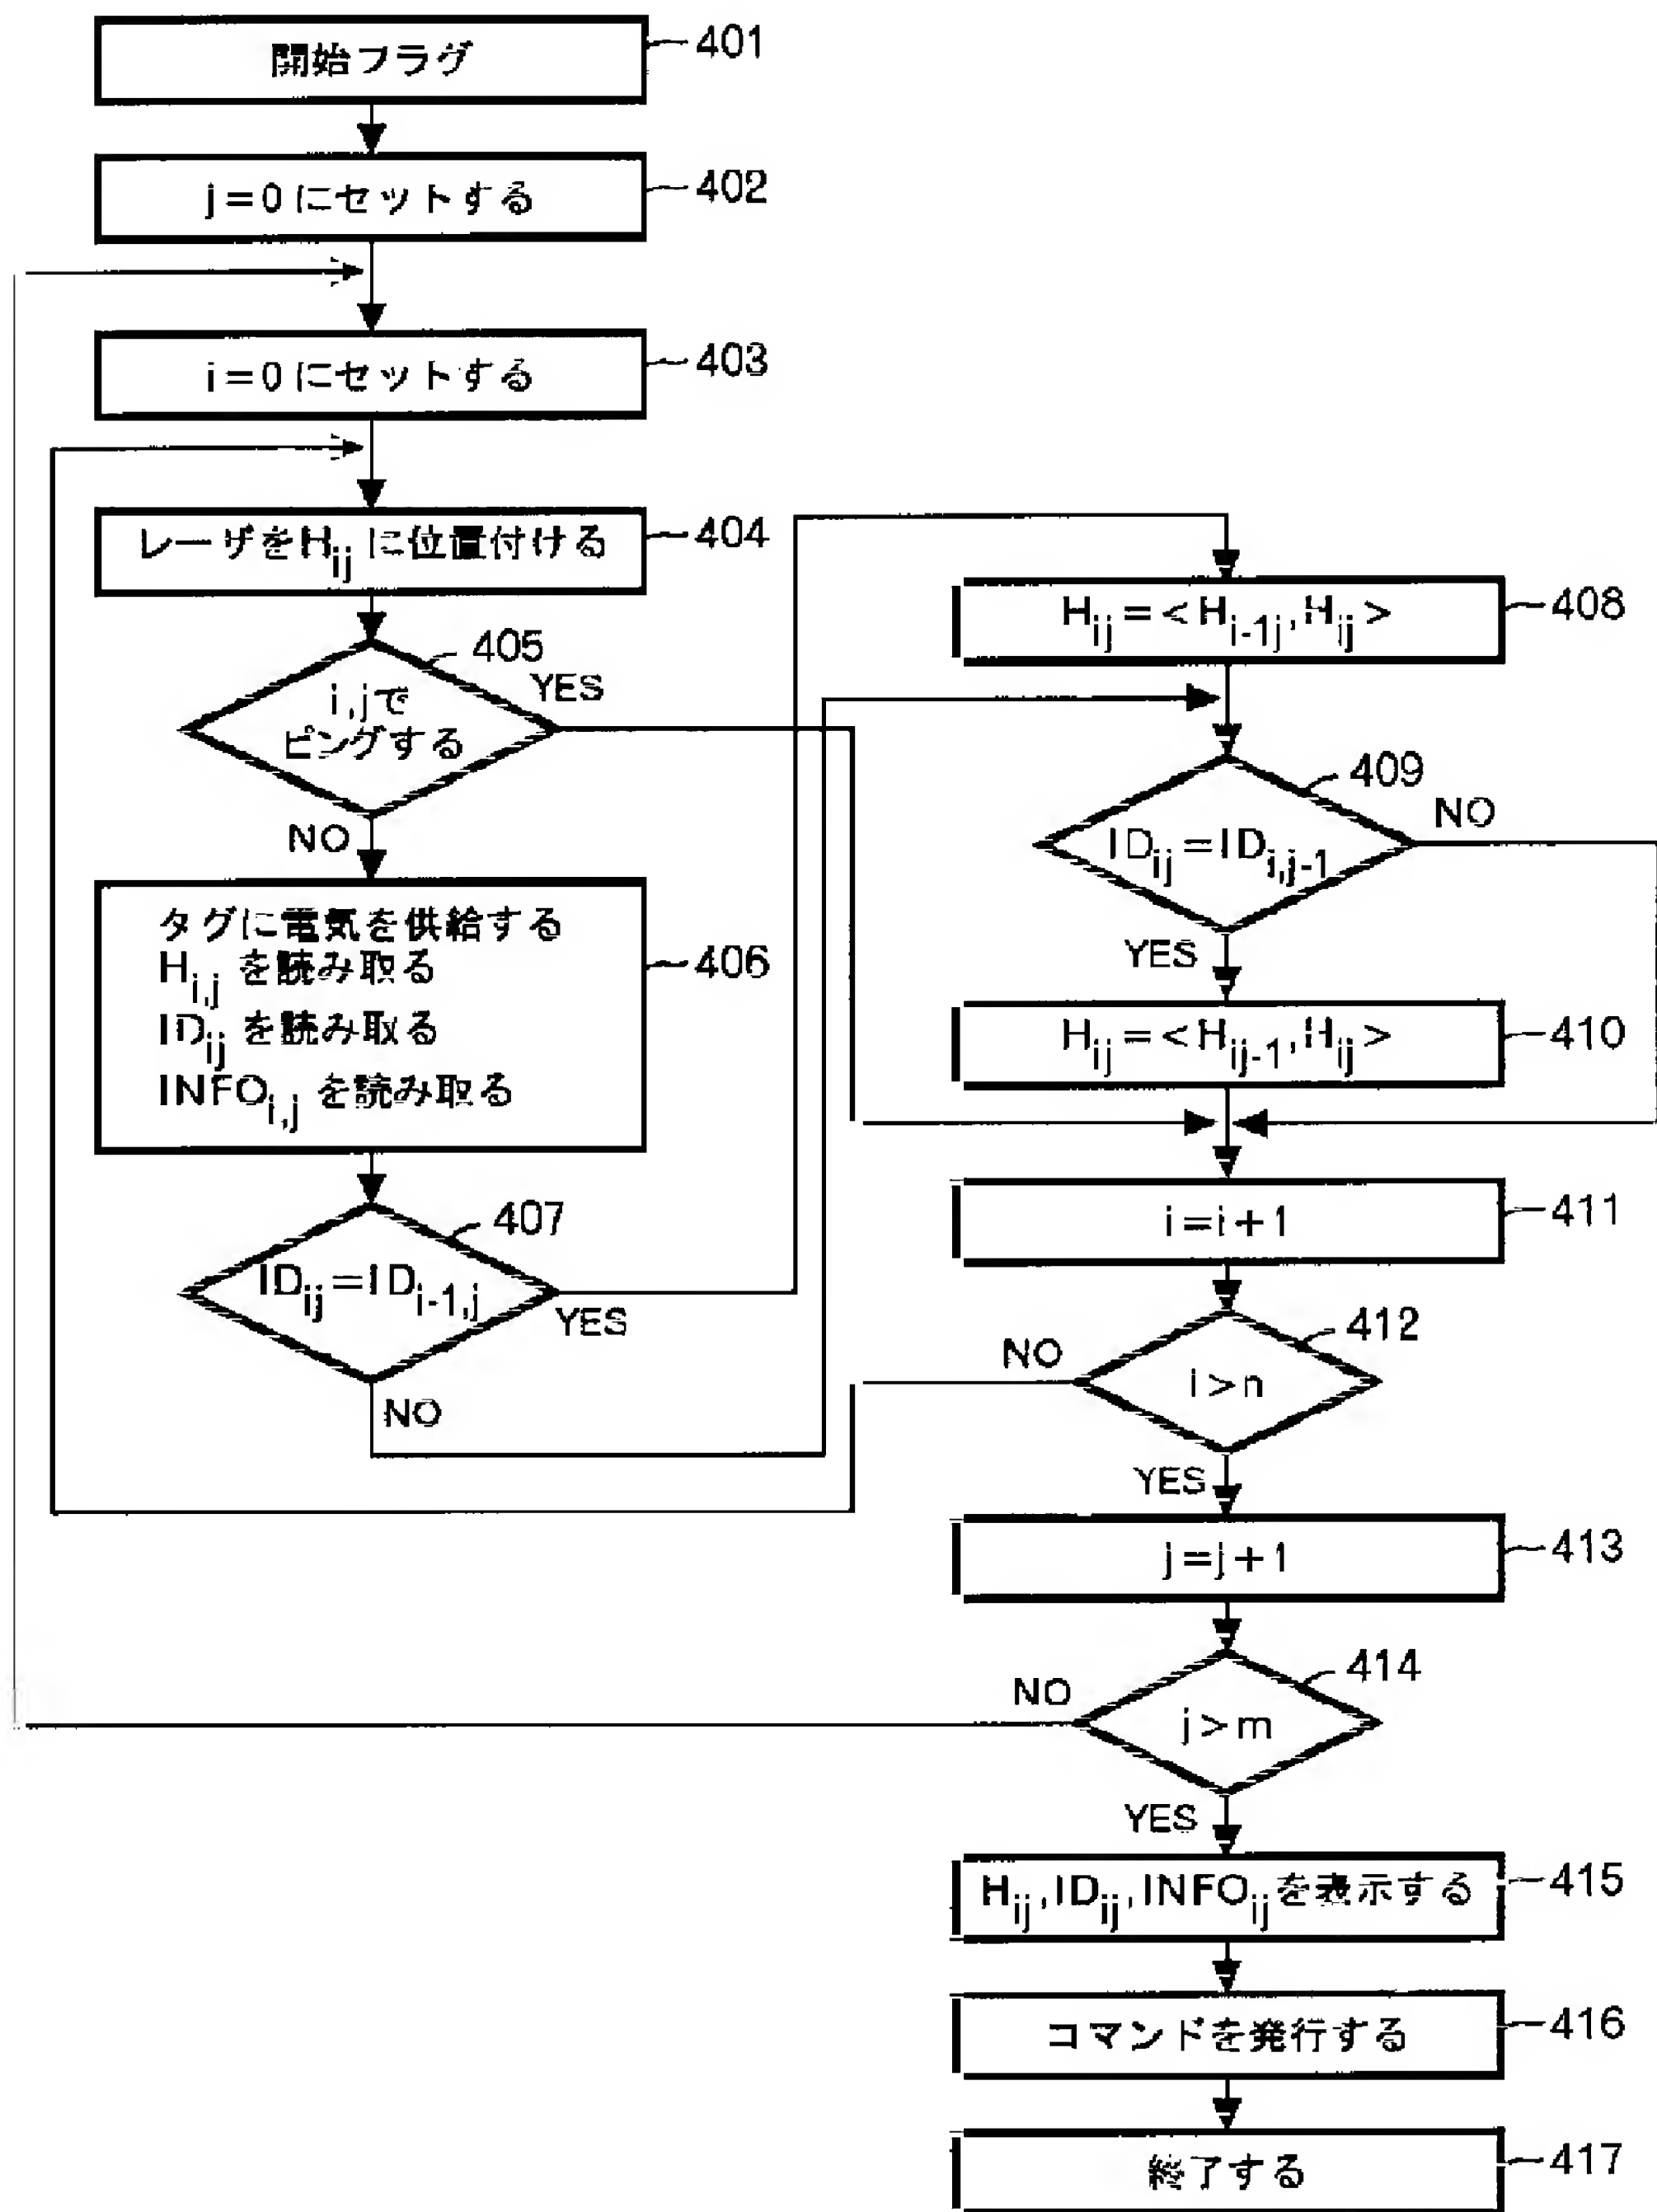 開始フラグ
401
j=0 にセットする
402
i=0 にセットする
403
レーザをHij に位置付ける
404
405
i,jで
ピングする
YES
NO
タグに電気を供給する
Hi,j を読み取る
IDij を読み取る
INFOi,j を読み取る
406
407
IDij=IDi-1,j
YES
NO
Hij=<Hi-1j,Hij>
408
409
IDij=IDi,j-1
NO
YES
Hij=<Hij-1,Hij>
410
i=i+1
411
412
i>n
NO
YES
j=j+1
413
414
j>m
NO
YES
Hij,IDij,INFOijを表示する
415
コマンドを発行する
416
終了する
417